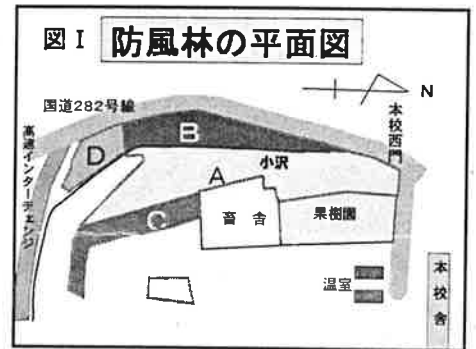 図I 防風林の平面図
国道282号線
高速インターチェンジ
本校西門
N
B
D
小沢
A
C
畜舎
果樹園
温室
本校舎